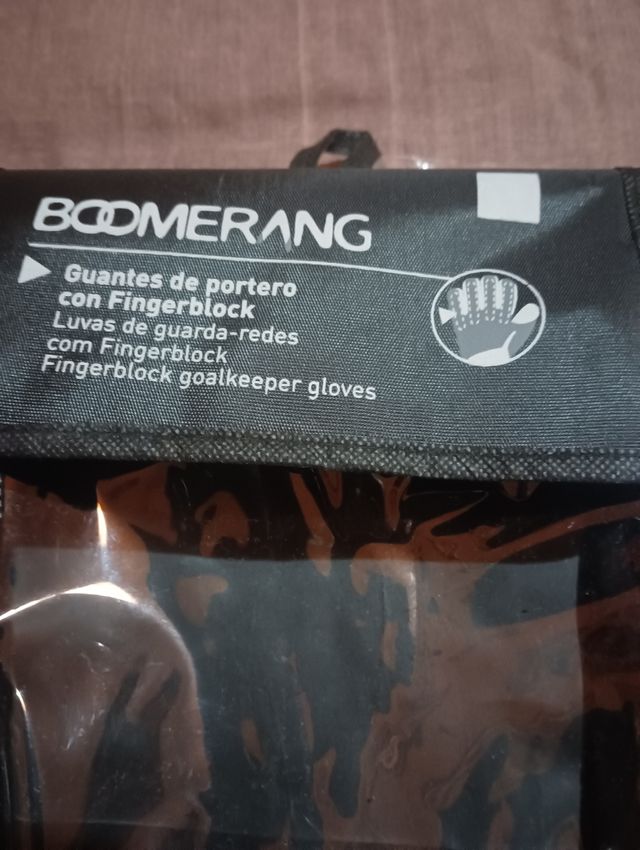 BOOMERANG
Guantes de portero
con Fingerblock
Luvas de guarda-redes
com Fingerblock
Fingerblock goalkeeper gloves